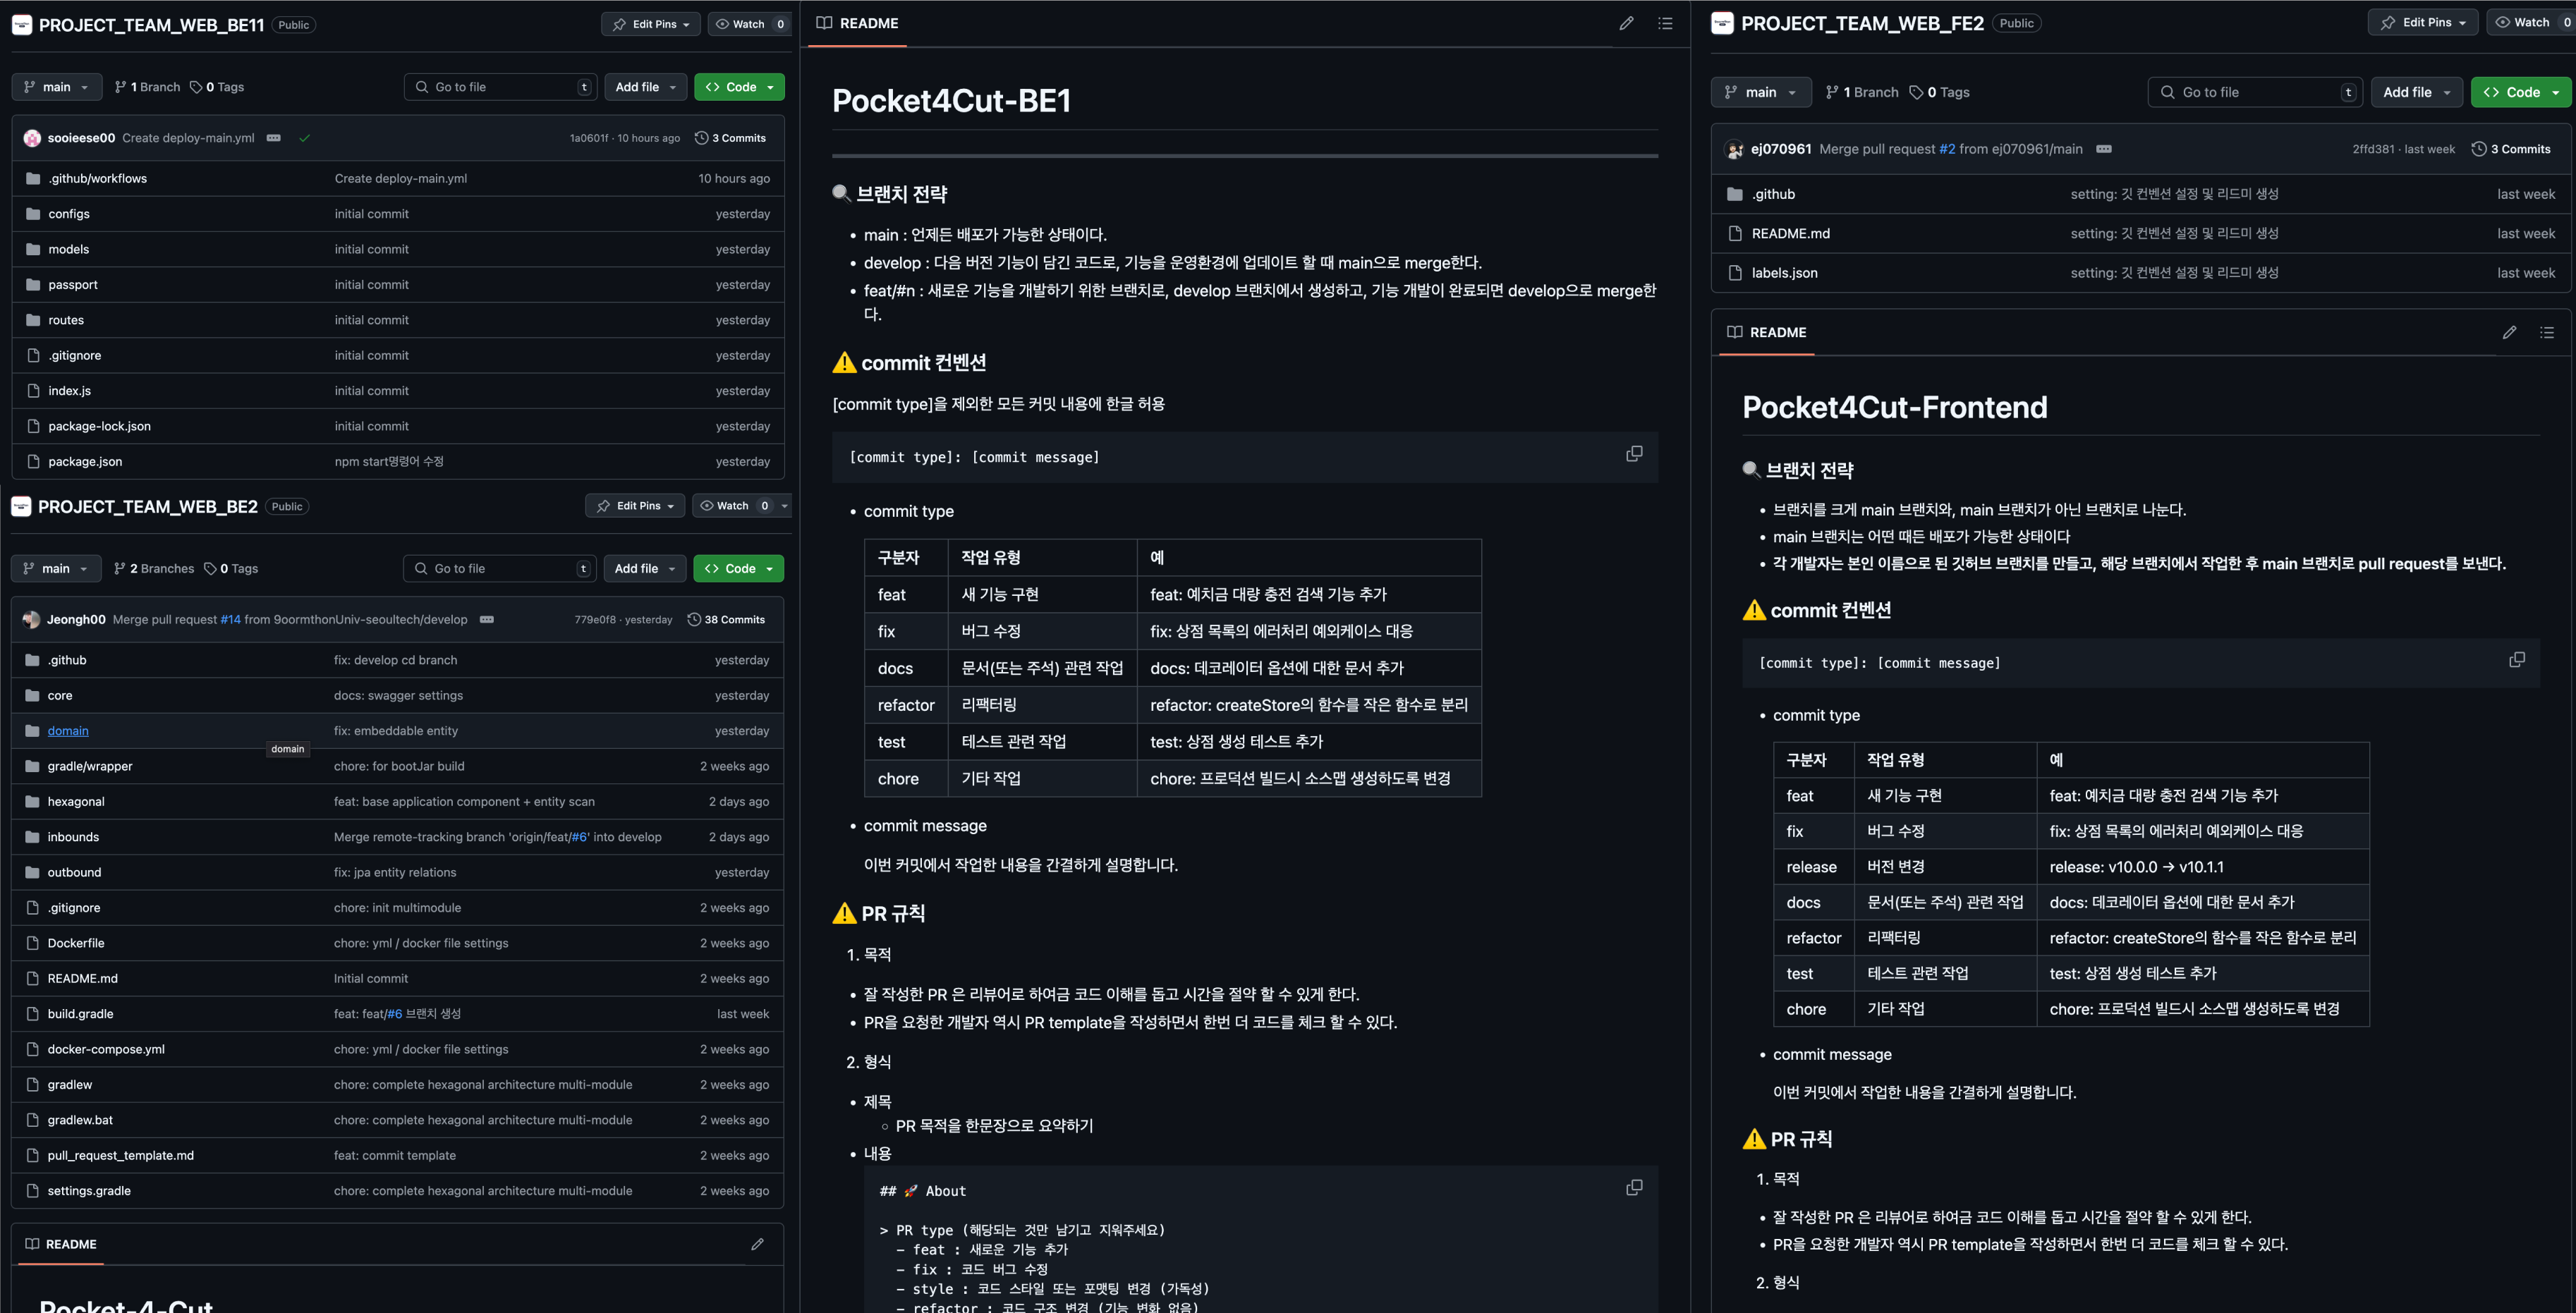 PROJECT_TEAM_WEB_BE11 Public Edit Pins Watch 0
main 1 Branch 0 Tags Go to file t Add file Code
sooieese00 Create deploy-main.yml 1a0601f · 10 hours ago 3 Commits
.github/workflows Create deploy-main.yml 10 hours ago
configs initial commit yesterday
models initial commit yesterday
passport initial commit yesterday
routes initial commit yesterday
.gitignore initial commit yesterday
index.js initial commit yesterday
package-lock.json initial commit yesterday
package.json npm start명령어 수정 yesterday
PROJECT_TEAM_WEB_BE2 Public Edit Pins Watch 0
main 2 Branches 0 Tags Go to file t Add file Code
Jeongh00 Merge pull request #14 from 9oormthonUniv-seoultech/develop 779e0f8 · yesterday 38 Commits
.github fix: develop cd branch yesterday
core docs: swagger settings yesterday
domain fix: embeddable entity yesterday
domain
gradle/wrapper chore: for bootJar build 2 weeks ago
hexagonal feat: base application component + entity scan 2 days ago
inbounds Merge remote-tracking branch 'origin/feat/#6' into develop 2 days ago
outbound fix: jpa entity relations yesterday
.gitignore chore: init multimodule 2 weeks ago
Dockerfile chore: yml / docker file settings 2 weeks ago
README.md Initial commit 2 weeks ago
build.gradle feat: feat/#6 브랜치 생성 last week
docker-compose.yml chore: yml / docker file settings 2 weeks ago
gradlew chore: complete hexagonal architecture multi-module 2 weeks ago
gradlew.bat chore: complete hexagonal architecture multi-module 2 weeks ago
pull_request_template.md feat: commit template 2 weeks ago
settings.gradle chore: complete hexagonal architecture multi-module 2 weeks ago
README
Pocket-4-Cut
README
Pocket4Cut-BE1
🔍 브랜치 전략
• main : 언제든 배포가 가능한 상태이다.
• develop : 다음 버전 기능이 담긴 코드로, 기능을 운영환경에 업데이트 할 때 main으로 merge한다.
• feat/#n : 새로운 기능을 개발하기 위한 브랜치로, develop 브랜치에서 생성하고, 기능 개발이 완료되면 develop으로 merge한
다.
⚠️ commit 컨벤션
[commit type]을 제외한 모든 커밋 내용에 한글 허용
[commit type]: [commit message]
• commit type
구분자 작업 유형 예
feat 새 기능 구현 feat: 예치금 대량 충전 검색 기능 추가
fix 버그 수정 fix: 상점 목록의 에러처리 예외케이스 대응
docs 문서(또는 주석) 관련 작업 docs: 데코레이터 옵션에 대한 문서 추가
refactor 리팩터링 refactor: createStore의 함수를 작은 함수로 분리
test 테스트 관련 작업 test: 상점 생성 테스트 추가
chore 기타 작업 chore: 프로덕션 빌드시 소스맵 생성하도록 변경
• commit message
이번 커밋에서 작업한 내용을 간결하게 설명합니다.
⚠️ PR 규칙
1. 목적
• 잘 작성한 PR 은 리뷰어로 하여금 코드 이해를 돕고 시간을 절약 할 수 있게 한다.
• PR을 요청한 개발자 역시 PR template을 작성하면서 한번 더 코드를 체크 할 수 있다.
2. 형식
• 제목
◦ PR 목적을 한문장으로 요약하기
• 내용
## 🚀 About
> PR type (해당되는 것만 남기고 지워주세요)
– feat : 새로운 기능 추가
– fix : 코드 버그 수정
– style : 코드 스타일 또는 포맷팅 변경 (가독성)
– refactor : 코드 구조 변경 (기능 변화 없음)
PROJECT_TEAM_WEB_FE2 Public Edit Pins Watch 0
main 1 Branch 0 Tags Go to file t Add file Code
ej070961 Merge pull request #2 from ej070961/main 2ffd381 · last week 3 Commits
.github setting: 깃 컨벤션 설정 및 리드미 생성 last week
README.md setting: 깃 컨벤션 설정 및 리드미 생성 last week
labels.json setting: 깃 컨벤션 설정 및 리드미 생성 last week
README
Pocket4Cut-Frontend
🔍 브랜치 전략
• 브랜치를 크게 main 브랜치와, main 브랜치가 아닌 브랜치로 나눈다.
• main 브랜치는 어떤 때든 배포가 가능한 상태이다
• 각 개발자는 본인 이름으로 된 깃허브 브랜치를 만들고, 해당 브랜치에서 작업한 후 main 브랜치로 pull request를 보낸다.
⚠️ commit 컨벤션
[commit type]: [commit message]
• commit type
구분자 작업 유형 예
feat 새 기능 구현 feat: 예치금 대량 충전 검색 기능 추가
fix 버그 수정 fix: 상점 목록의 에러처리 예외케이스 대응
release 버전 변경 release: v10.0.0 → v10.1.1
docs 문서(또는 주석) 관련 작업 docs: 데코레이터 옵션에 대한 문서 추가
refactor 리팩터링 refactor: createStore의 함수를 작은 함수로 분리
test 테스트 관련 작업 test: 상점 생성 테스트 추가
chore 기타 작업 chore: 프로덕션 빌드시 소스맵 생성하도록 변경
• commit message
이번 커밋에서 작업한 내용을 간결하게 설명합니다.
⚠️ PR 규칙
1. 목적
• 잘 작성한 PR 은 리뷰어로 하여금 코드 이해를 돕고 시간을 절약 할 수 있게 한다.
• PR을 요청한 개발자 역시 PR template을 작성하면서 한번 더 코드를 체크 할 수 있다.
2. 형식